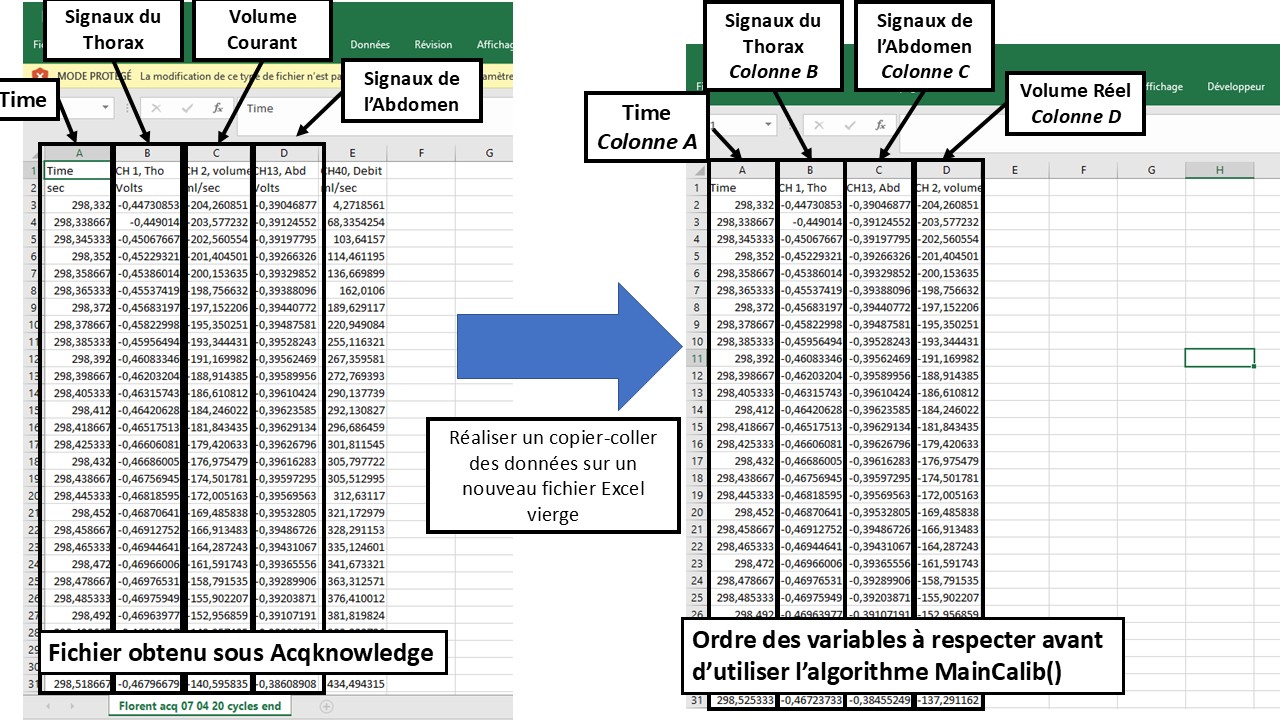 Signaux du
Thorax
Volume
Courant
Signaux de
l’Abdomen
Time
Données Révision
MODE PROTÉGÉ La modification de ce type de fichier n'est
fx Time
A B C D E F G
1 Time CH 1, Tho CH 2, volume CH13, Abd CH40, Debit
2 sec Volts ml/sec Volts ml/sec
3 298,332 -0,44730853 -204,260851 -0,39046877 4,2718561
4 298,338667 -0,449014 -203,577232 -0,39124552 68,3354254
5 298,345333 -0,45067667 -202,560554 -0,39197795 103,64157
6 298,352 -0,45229321 -201,404501 -0,39266326 114,461195
7 298,358667 -0,45386014 -200,153635 -0,39329852 136,669899
8 298,365333 -0,45537419 -198,756632 -0,39388096 162,0106
9 298,372 -0,45683197 -197,152206 -0,39440772 189,629117
10 298,378667 -0,45822998 -195,350251 -0,39487581 220,949084
11 298,385333 -0,45956494 -193,344431 -0,39528243 255,116321
12 298,392 -0,46083346 -191,169982 -0,39562469 267,359581
13 298,398667 -0,46203204 -188,914385 -0,39589956 272,769393
14 298,405333 -0,46315743 -186,610812 -0,39610424 290,137739
15 298,412 -0,46420628 -184,246022 -0,39623585 292,130827
16 298,418667 -0,46517513 -181,843435 -0,39629134 296,686459
17 298,425333 -0,46606081 -179,420633 -0,39626796 301,811545
18 298,432 -0,46686005 -176,975479 -0,39616283 305,797722
19 298,438667 -0,46756945 -174,501781 -0,39597295 305,512995
20 298,445333 -0,46818595 -172,005163 -0,39569563 312,63117
21 298,452 -0,46870641 -169,485838 -0,39532805 321,172979
22 298,458667 -0,46912752 -166,913483 -0,39486726 328,291153
23 298,465333 -0,46944641 -164,287243 -0,39431067 335,124601
24 298,472 -0,46966006 -161,591743 -0,39365556 341,673321
25 298,478667 -0,46976531 -158,791535 -0,39289906 363,312571
26 298,485333 -0,46975949 -155,902207 -0,39203871 376,410012
27 298,492 -0,46963977 -152,956859 -0,39107191 381,819824
28
Fichier obtenu sous Acqknowledge
31 298,518667 -0,46796679 -140,595835 -0,38608908 434,494315
Florent acq 07 04 20 cycles end
Réaliser un copier-coller
des données sur un
nouveau fichier Excel
vierge
Signaux du
Thorax
Colonne B
Signaux de
l’Abdomen
Colonne C
Time
Colonne A
Volume Réel
Colonne D
Développeur
fx
A B C D E F G H
1 Time CH 1, Tho CH13, Abd CH 2, volume
2 298,332 -0,44730853 -0,39046877 -204,260851
3 298,338667 -0,449014 -0,39124552 -203,577232
4 298,345333 -0,45067667 -0,39197795 -202,560554
5 298,352 -0,45229321 -0,39266326 -201,404501
6 298,358667 -0,45386014 -0,39329852 -200,153635
7 298,365333 -0,45537419 -0,39388096 -198,756632
8 298,372 -0,45683197 -0,39440772 -197,152206
9 298,378667 -0,45822998 -0,39487581 -195,350251
10 298,385333 -0,45956494 -0,39528243 -193,344431
11 298,392 -0,46083346 -0,39562469 -191,169982
12 298,398667 -0,46203204 -0,39589956 -188,914385
13 298,405333 -0,46315743 -0,39610424 -186,610812
14 298,412 -0,46420628 -0,39623585 -184,246022
15 298,418667 -0,46517513 -0,39629134 -181,843435
16 298,425333 -0,46606081 -0,39626796 -179,420633
17 298,432 -0,46686005 -0,39616283 -176,975479
18 298,438667 -0,46756945 -0,39597295 -174,501781
19 298,445333 -0,46818595 -0,39569563 -172,005163
20 298,452 -0,46870641 -0,39532805 -169,485838
21 298,458667 -0,46912752 -0,39486726 -166,913483
22 298,465333 -0,46944641 -0,39431067 -164,287243
23 298,472 -0,46966006 -0,39365556 -161,591743
24 298,478667 -0,46976531 -0,39289906 -158,791535
25 298,485333 -0,46975949 -0,39203871 -155,902207
26 298,492 -0,46963977 -0,39107191 -152,956859
Ordre des variables à respecter avant
d’utiliser l’algorithme MainCalib()
31 298,525333 -0,46723733 -0,38455249 -137,291162